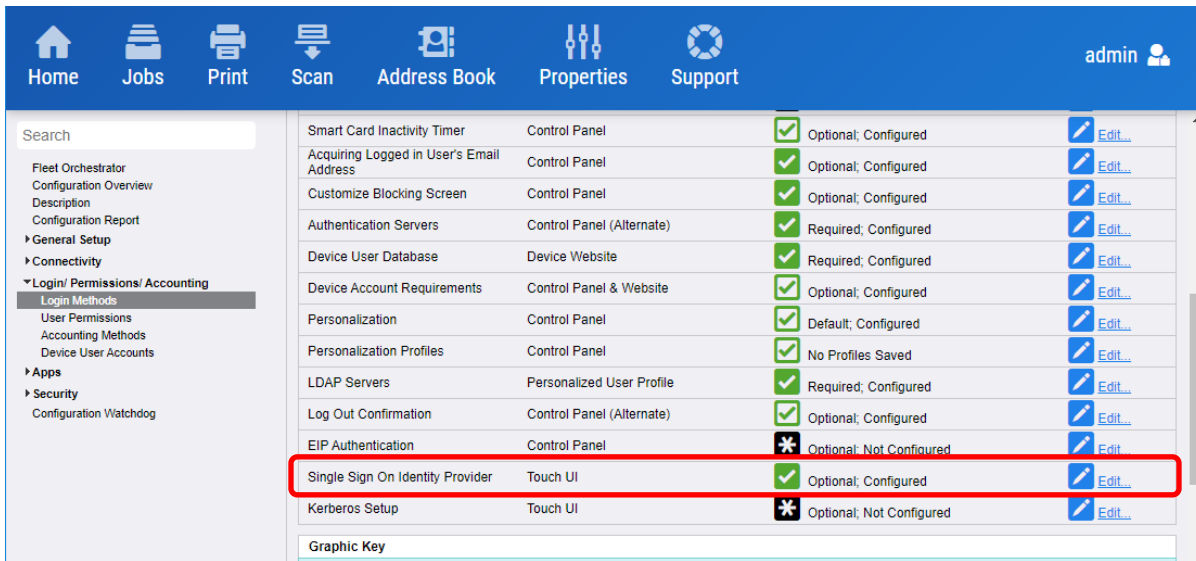 Home
Jobs
Print
Scan
Address Book
Properties
Support
admin
Search
Fleet Orchestrator
Configuration Overview
Description
Configuration Report
General Setup
Connectivity
Login/ Permissions/ Accounting
Login Methods
User Permissions
Accounting Methods
Device User Accounts
Apps
Security
Configuration Watchdog
Smart Card Inactivity Timer Control Panel Optional; Configured Edit...
Acquiring Logged in User's Email
Address Control Panel Optional; Configured Edit...
Customize Blocking Screen Control Panel Optional; Configured Edit...
Authentication Servers Control Panel (Alternate) Required; Configured Edit...
Device User Database Device Website Required; Configured Edit...
Device Account Requirements Control Panel & Website Optional; Configured Edit...
Personalization Control Panel Default; Configured Edit...
Personalization Profiles Control Panel No Profiles Saved Edit...
LDAP Servers Personalized User Profile Required; Configured Edit...
Log Out Confirmation Control Panel (Alternate) Optional; Configured Edit...
EIP Authentication Control Panel Optional; Not Configured Edit...
Single Sign On Identity Provider Touch UI Optional; Configured Edit...
Kerberos Setup Touch UI Optional; Not Configured Edit...
Graphic Key